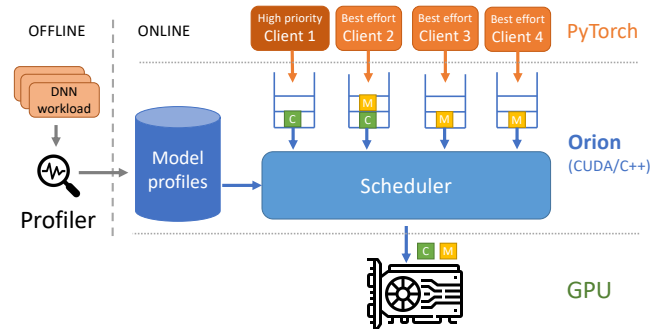 OFFLINE
ONLINE
High priority
Client 1
Best effort
Client 2
Best effort
Client 3
Best effort
Client 4
PyTorch
DNN
workload
M
C
C
M
M
Model
profiles
Scheduler
Orion
(CUDA/C++)
Profiler
C
M
GPU